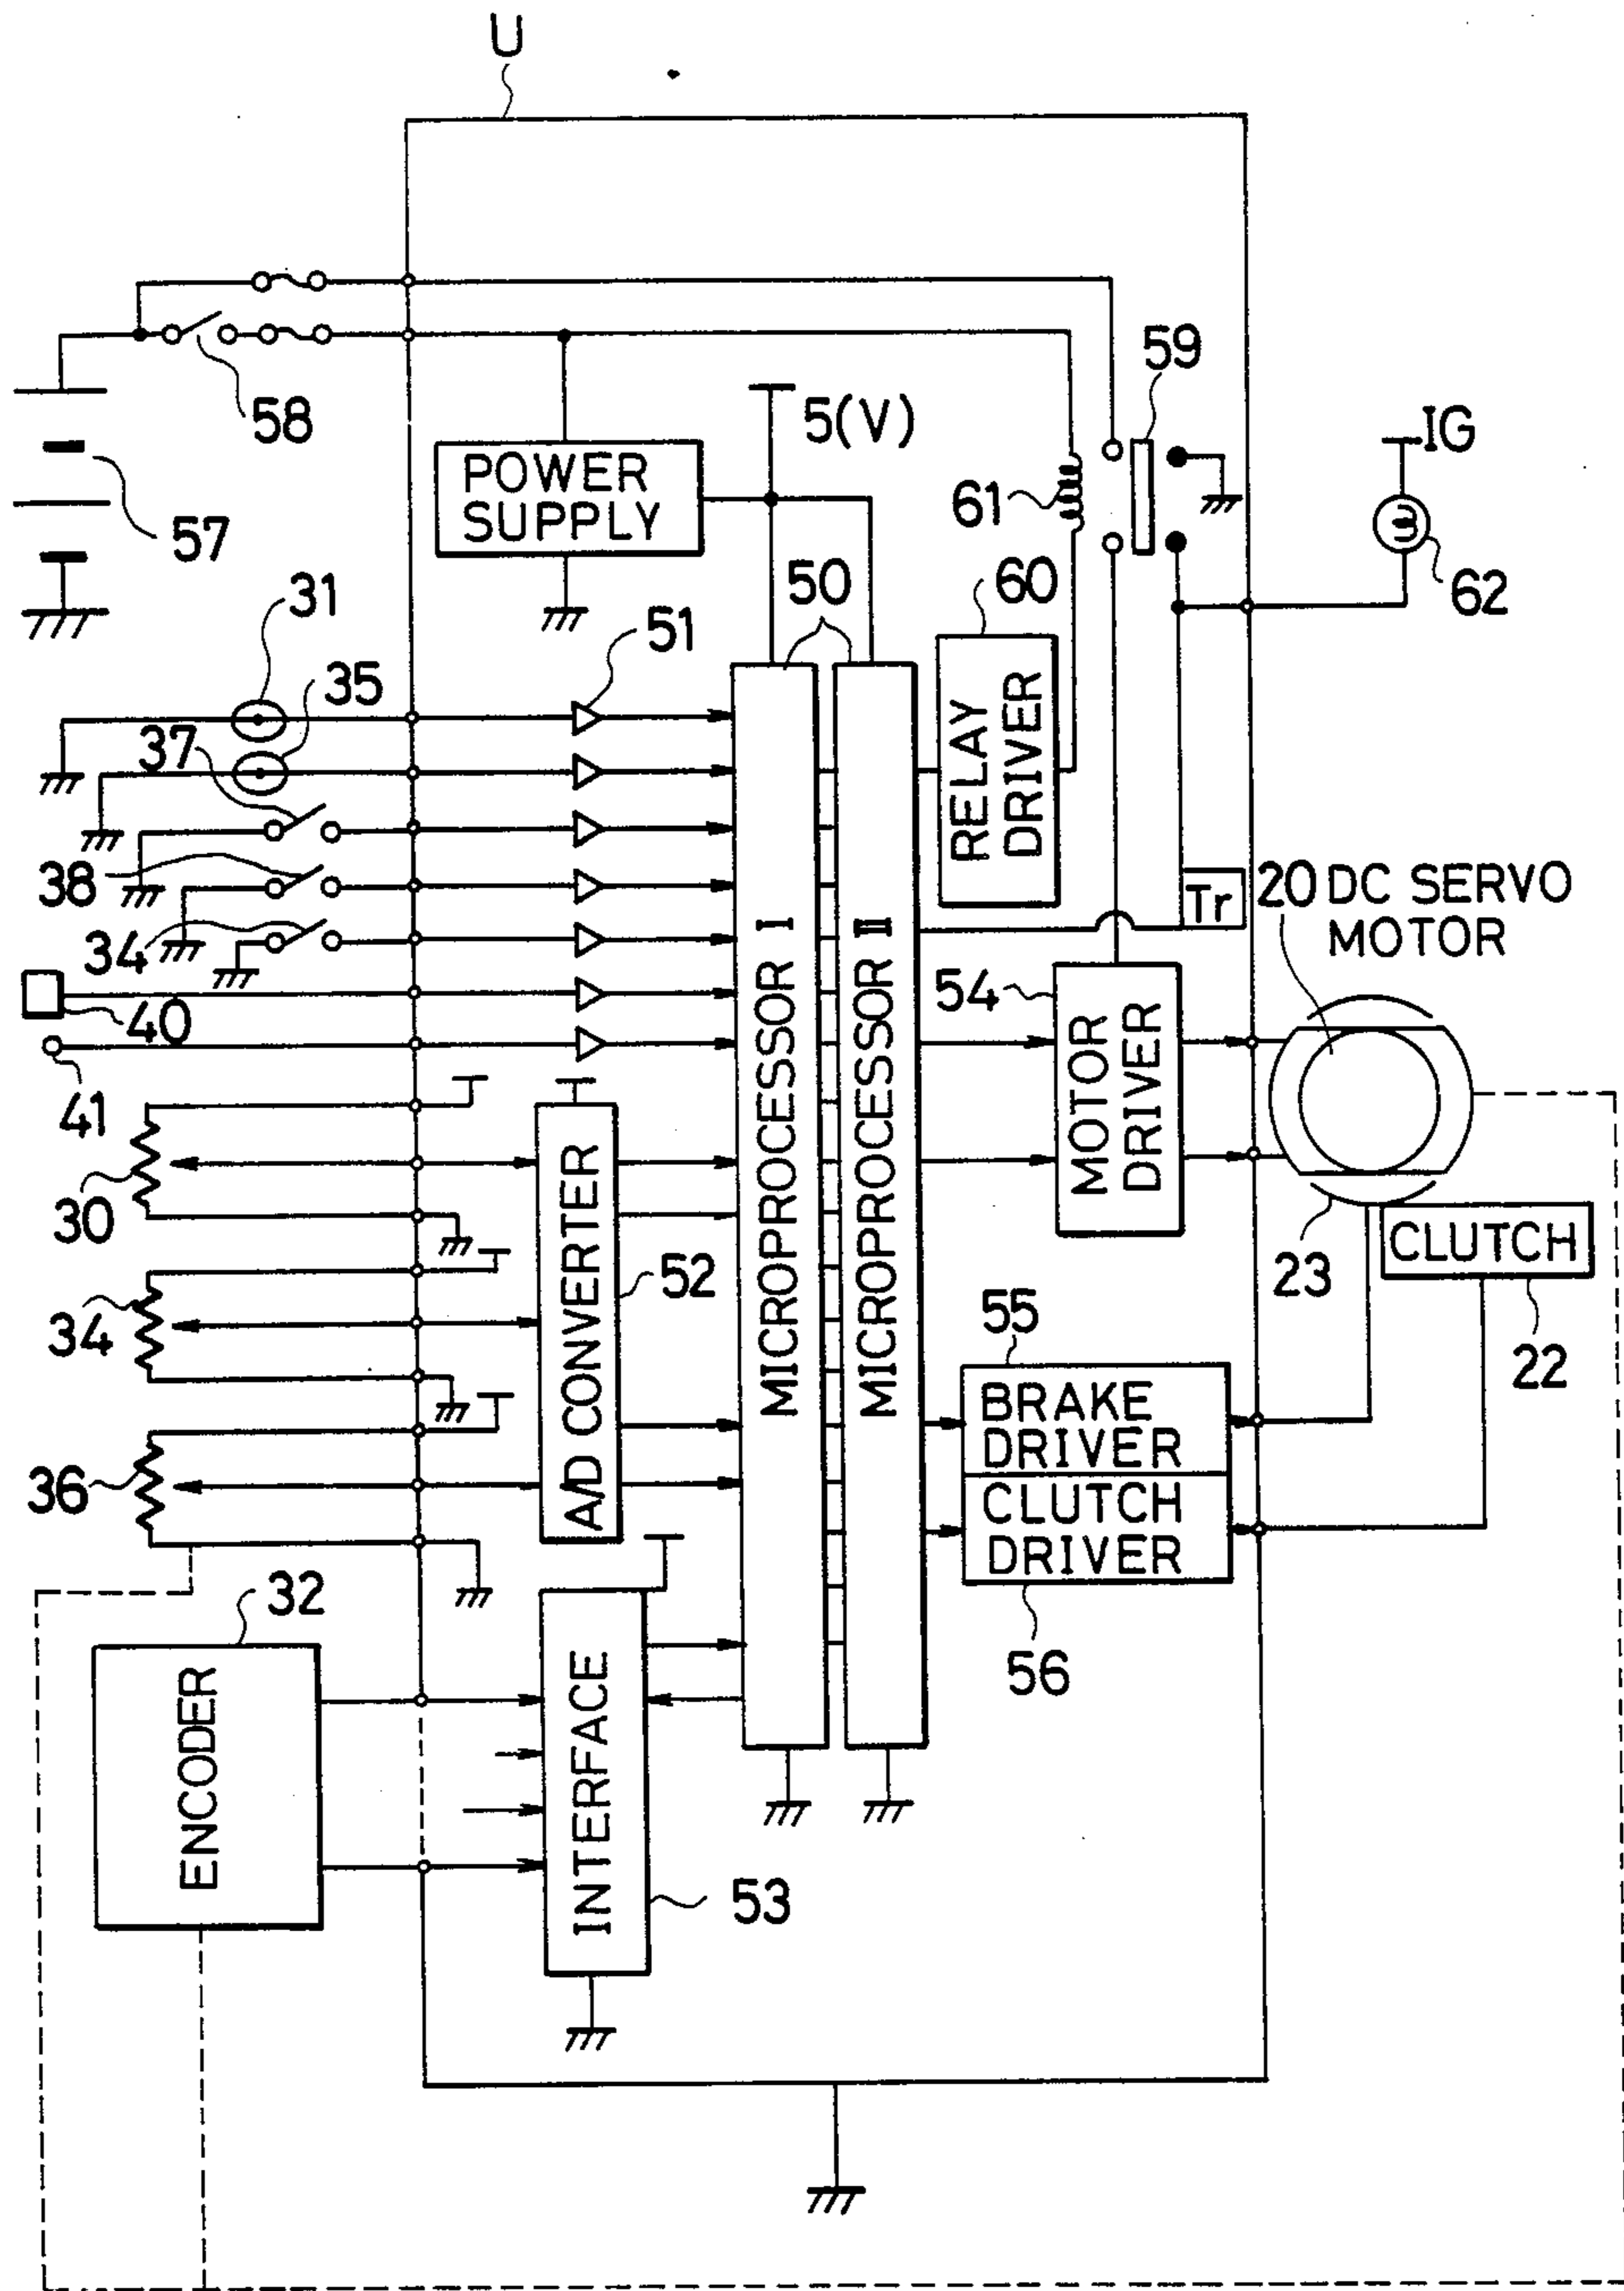 U
58
57
5(V)
59
IG
POWER
SUPPLY
61
62
31
50
60
51
35
37
RELAY
DRIVER
38
Tr
20 DC SERVO
MOTOR
34
40
54
41
MICROPROCESSOR I
MICROPROCESSOR II
MOTOR
DRIVER
30
A/D CONVERTER
52
CLUTCH
23
34
55
22
BRAKE
DRIVER
36
CLUTCH
DRIVER
32
56
ENCODER
INTERFACE
53